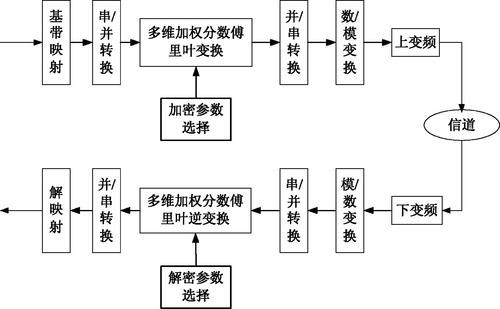 基带映射
串/并转换
多维加权分数傅
里叶变换
并/串转换
数/模变换
上变频
加密参数
选择
信道
解映射
并/串转换
多维加权分数傅
里叶逆变换
串/并转换
模/数变换
下变频
解密参数
选择